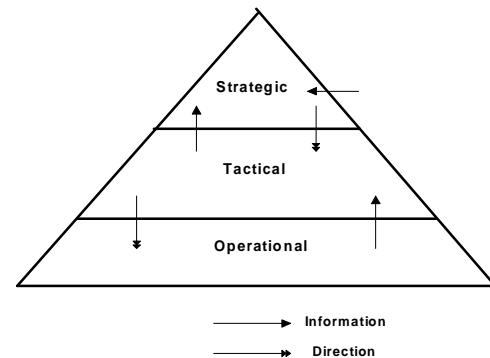 Strategic
Tactical
Operational
Information
Direction